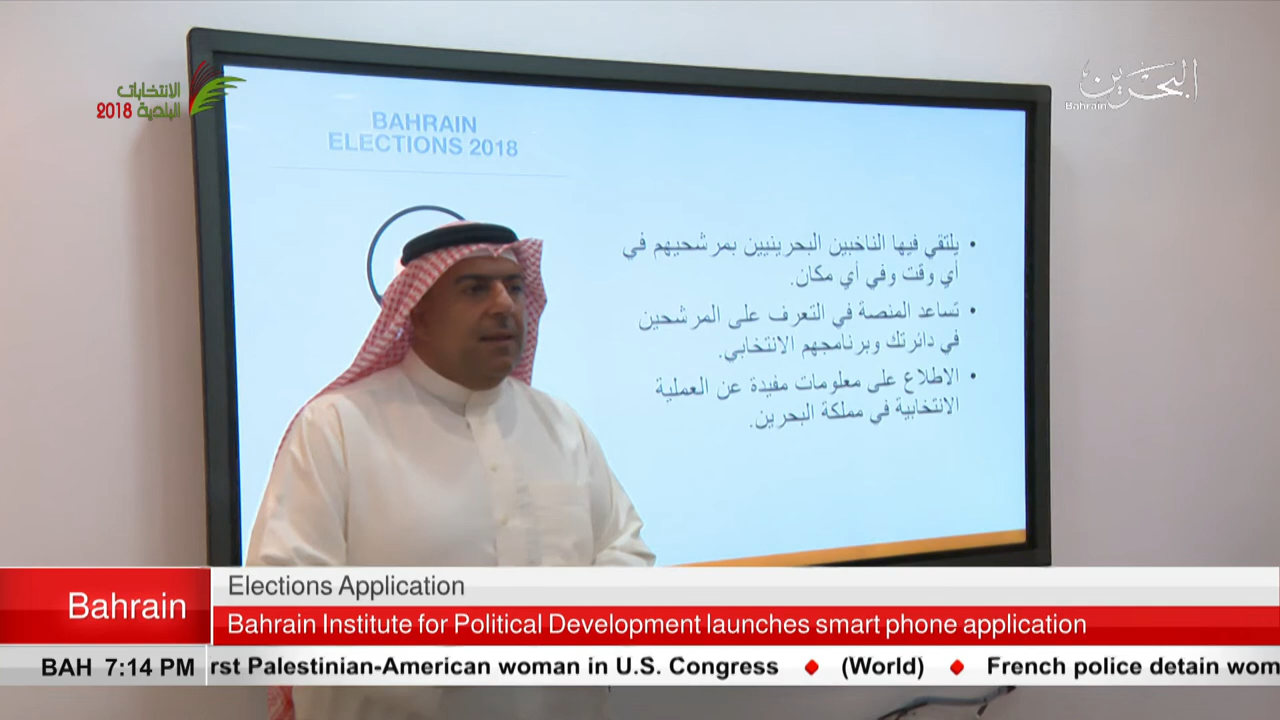 الانتخابات
البلدية 2018
البحرين
Bahrain
BAHRAIN
ELECTIONS 2018
• يلتقي فيها الناخبين البحرينيين بمرشحيهم في
أي وقت وفي أي مكان.
• تساعد المنصة في التعرف على المرشحين
في دائرتك وبرنامجهم الانتخابي.
• الاطلاع على معلومات مفيدة عن العملية
الانتخابية في مملكة البحرين.
Bahrain
Elections Application
Bahrain Institute for Political Development launches smart phone application
BAH 7:14 PM
rst Palestinian-American woman in U.S. Congress ♦ (World) ♦ French police detain wom